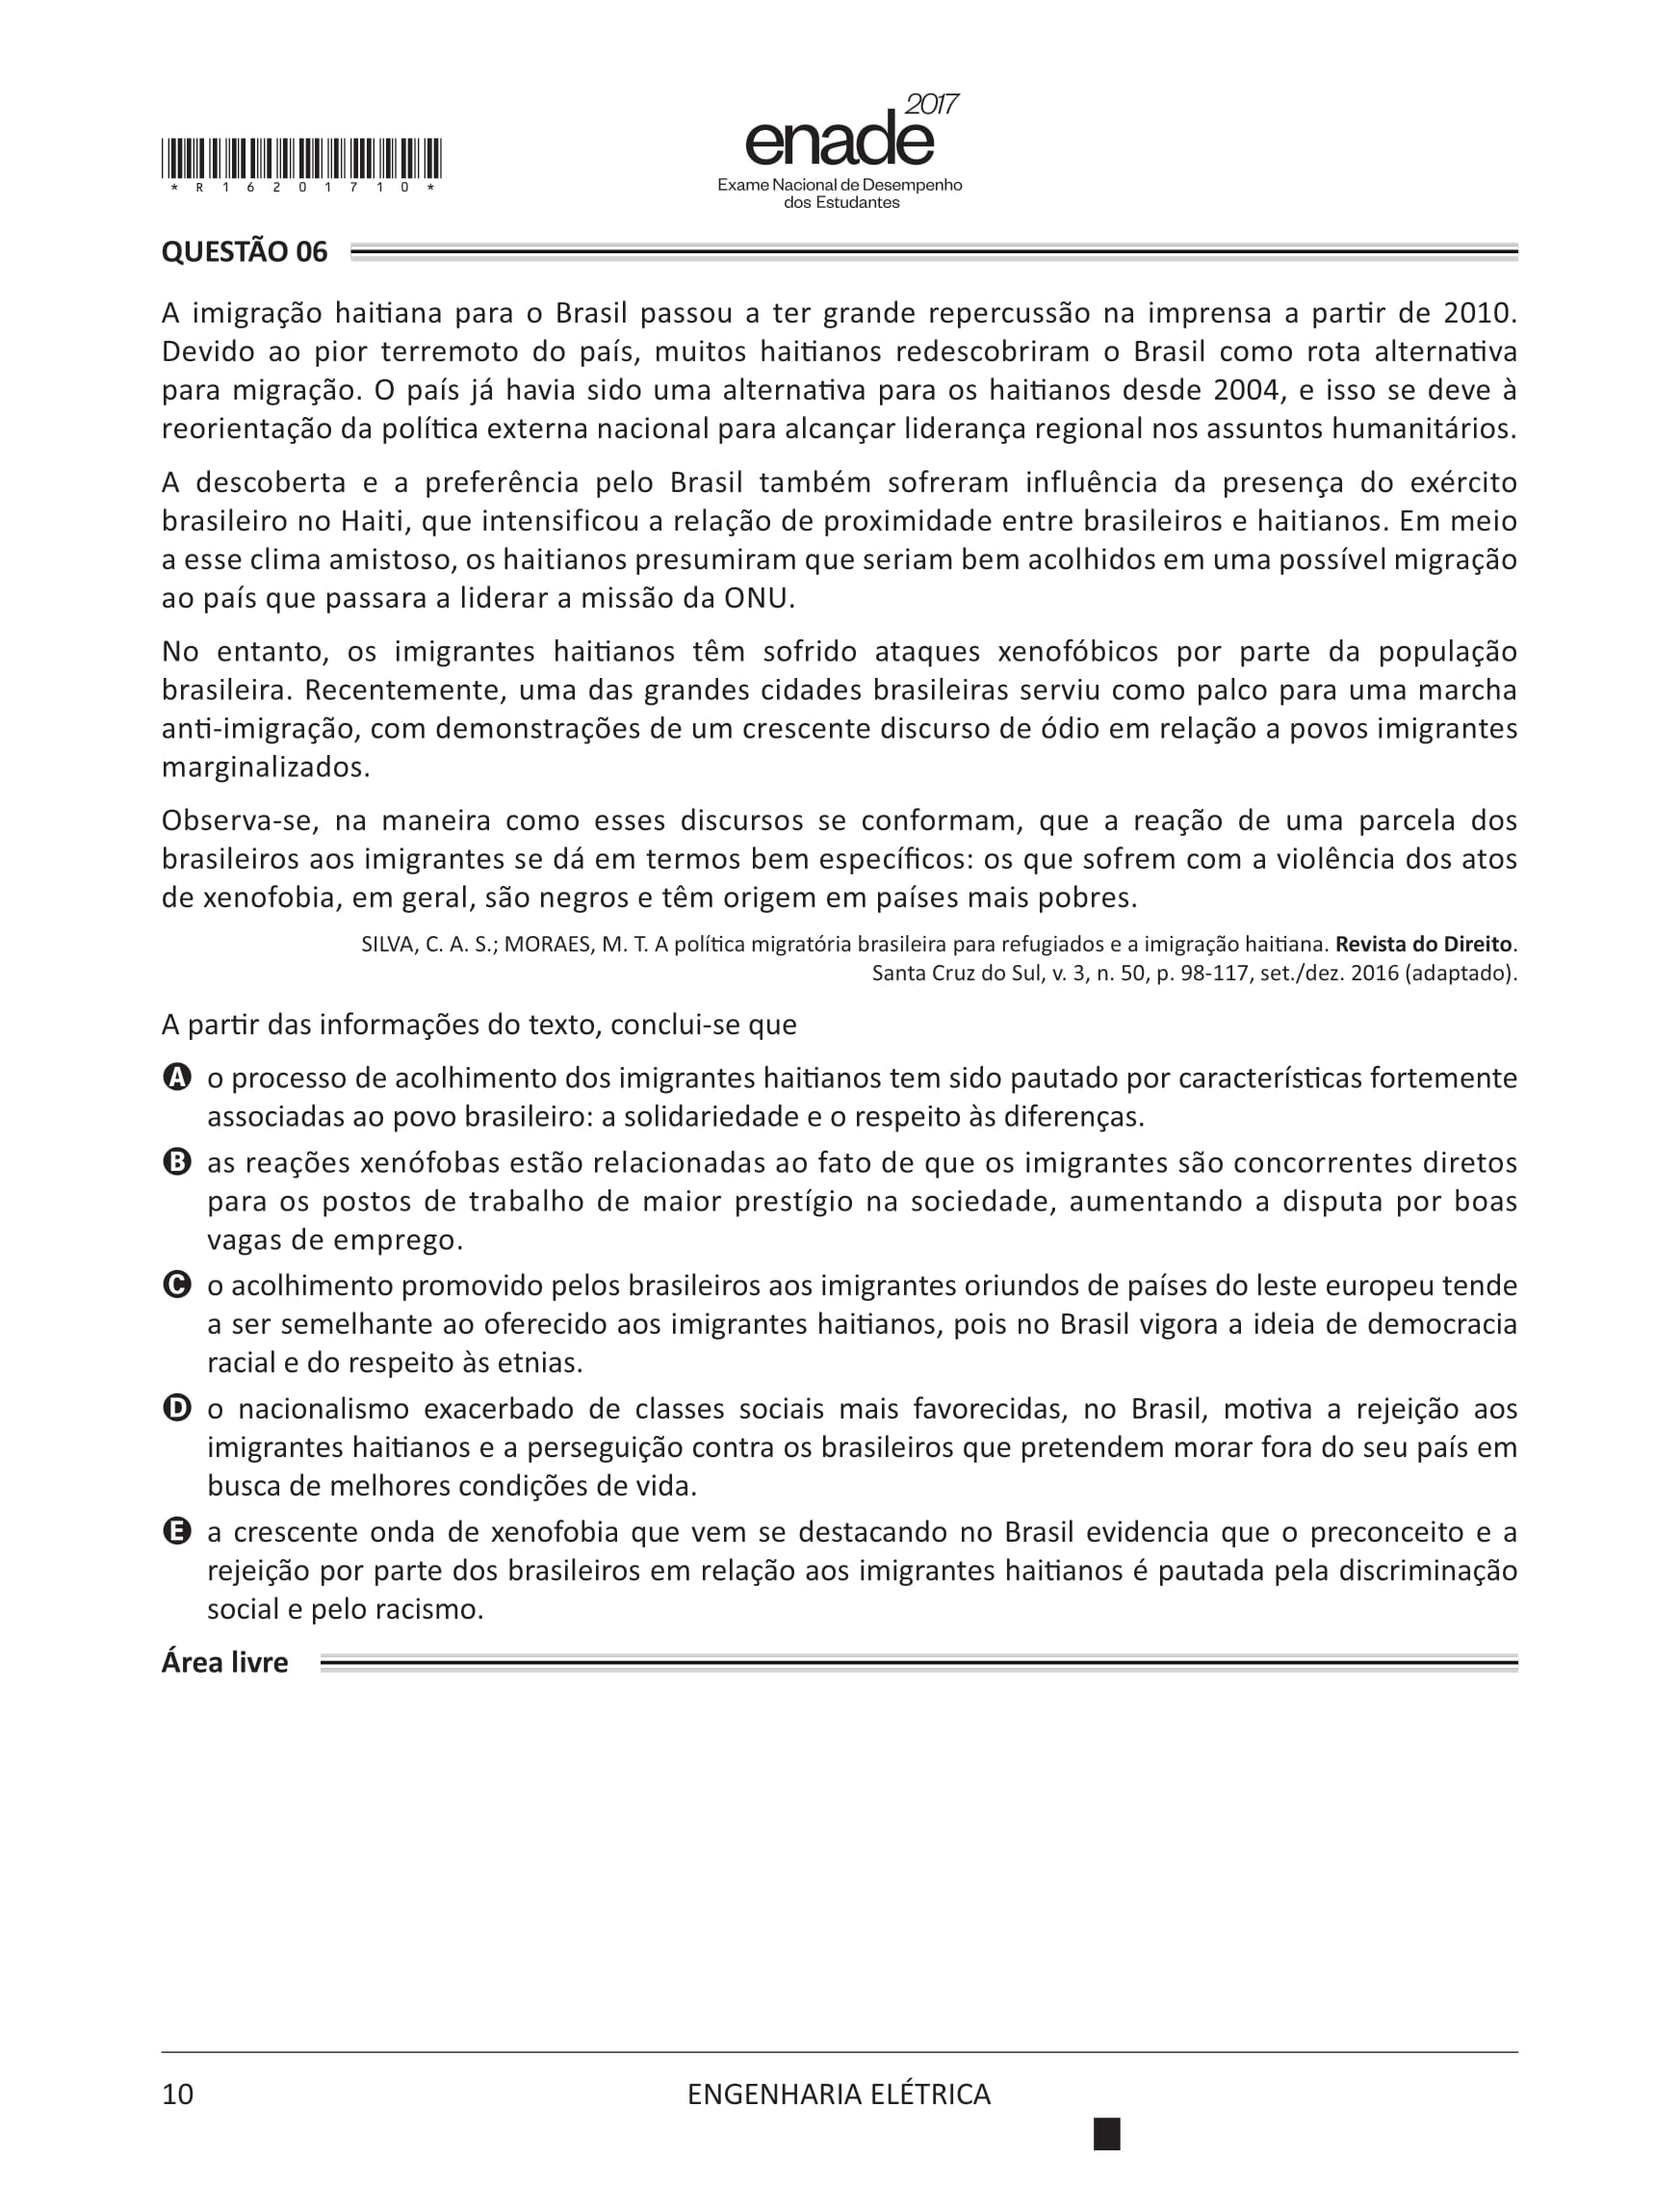 2017
enade
Exame Nacional de Desempenho
dos Estudantes
* R 1 6 2 0 1 7 1 0 *
QUESTÃO 06
A imigração haitiana para o Brasil passou a ter grande repercussão na imprensa a partir de 2010.
Devido ao pior terremoto do país, muitos haitianos redescobriram o Brasil como rota alternativa
para migração. O país já havia sido uma alternativa para os haitianos desde 2004, e isso se deve à
reorientação da política externa nacional para alcançar liderança regional nos assuntos humanitários.
A descoberta e a preferência pelo Brasil também sofreram influência da presença do exército
brasileiro no Haiti, que intensificou a relação de proximidade entre brasileiros e haitianos. Em meio
a esse clima amistoso, os haitianos presumiram que seriam bem acolhidos em uma possível migração
ao país que passara a liderar a missão da ONU.
No entanto, os imigrantes haitianos têm sofrido ataques xenofóbicos por parte da população
brasileira. Recentemente, uma das grandes cidades brasileiras serviu como palco para uma marcha
anti-imigração, com demonstrações de um crescente discurso de ódio em relação a povos imigrantes
marginalizados.
Observa-se, na maneira como esses discursos se conformam, que a reação de uma parcela dos
brasileiros aos imigrantes se dá em termos bem específicos: os que sofrem com a violência dos atos
de xenofobia, em geral, são negros e têm origem em países mais pobres.
SILVA, C. A. S.; MORAES, M. T. A política migratória brasileira para refugiados e a imigração haitiana. Revista do Direito.
Santa Cruz do Sul, v. 3, n. 50, p. 98-117, set./dez. 2016 (adaptado).
A partir das informações do texto, conclui-se que
A o processo de acolhimento dos imigrantes haitianos tem sido pautado por características fortemente
associadas ao povo brasileiro: a solidariedade e o respeito às diferenças.
B as reações xenófobas estão relacionadas ao fato de que os imigrantes são concorrentes diretos
para os postos de trabalho de maior prestígio na sociedade, aumentando a disputa por boas
vagas de emprego.
C o acolhimento promovido pelos brasileiros aos imigrantes oriundos de países do leste europeu tende
a ser semelhante ao oferecido aos imigrantes haitianos, pois no Brasil vigora a ideia de democracia
racial e do respeito às etnias.
D o nacionalismo exacerbado de classes sociais mais favorecidas, no Brasil, motiva a rejeição aos
imigrantes haitianos e a perseguição contra os brasileiros que pretendem morar fora do seu país em
busca de melhores condições de vida.
E a crescente onda de xenofobia que vem se destacando no Brasil evidencia que o preconceito e a
rejeição por parte dos brasileiros em relação aos imigrantes haitianos é pautada pela discriminação
social e pelo racismo.
Área livre
10
ENGENHARIA ELÉTRICA